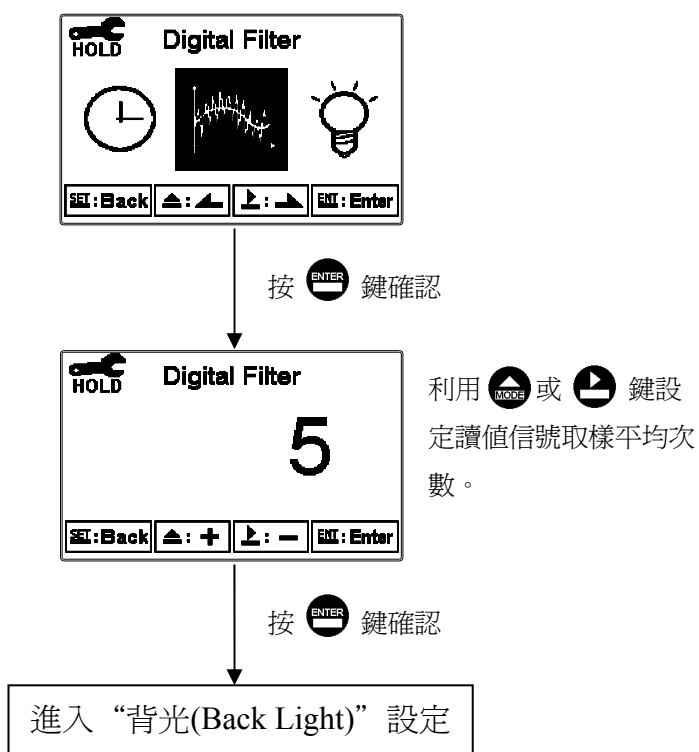 HOLD Digital Filter
SET:Back ▲: ENT:Enter
按 ENTER 鍵確認
HOLD Digital Filter
5
SET:Back ▲: + : － ENT:Enter
利用 MODE 或 鍵設
定讀值信號取樣平均次
數。
按 ENTER 鍵確認
進入“背光(Back Light)”設定